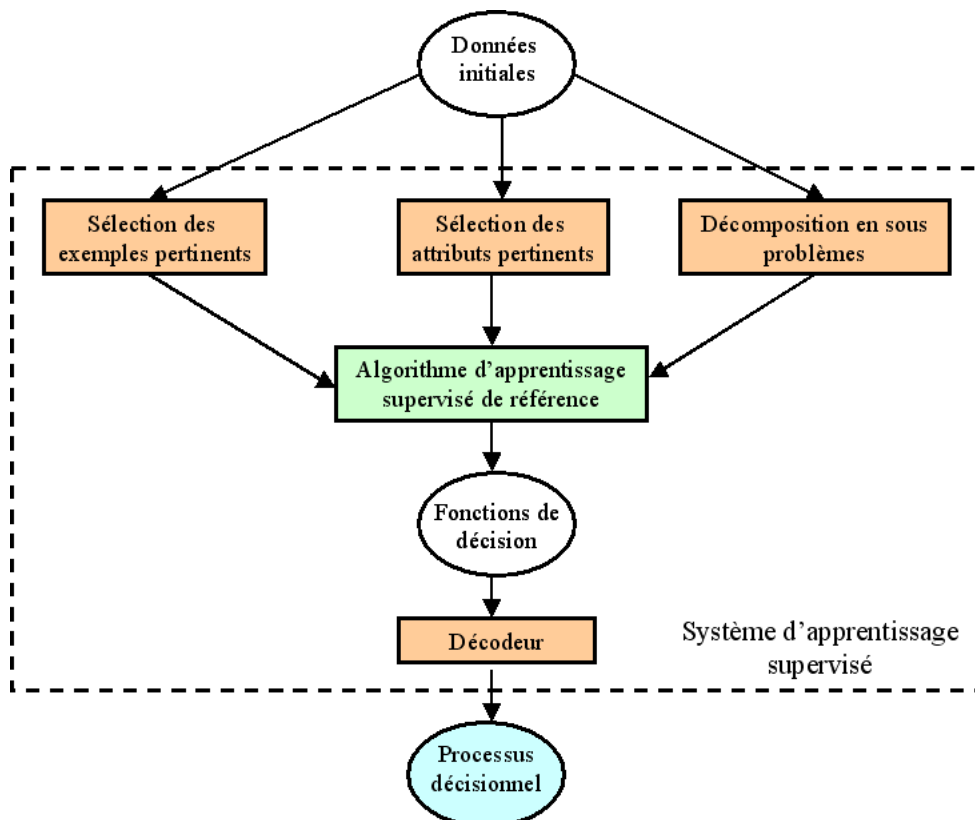 Données
initiales
Sélection des
exemples pertinents
Sélection des
attributs pertinents
Décomposition en sous
problèmes
Algorithme d’apprentissage
supervisé de référence
Fonctions de
décision
Décodeur
Système d’apprentissage
supervisé
Processus
décisionnel